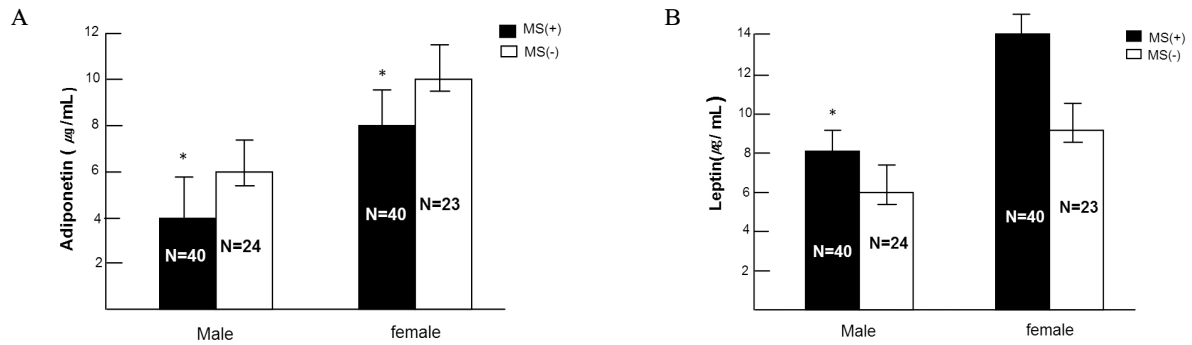 A
MS(+)
MS(-)
Adiponetin ( ㎍/mL)
12
10
8
6
4
2
*
*
N=40
N=24
N=40
N=23
Male
female
B
MS(+)
MS(-)
Leptin(㎍/ mL )
14
12
14
10
8
6
4
2
*
N=40
N=24
N=40
N=23
Male
female